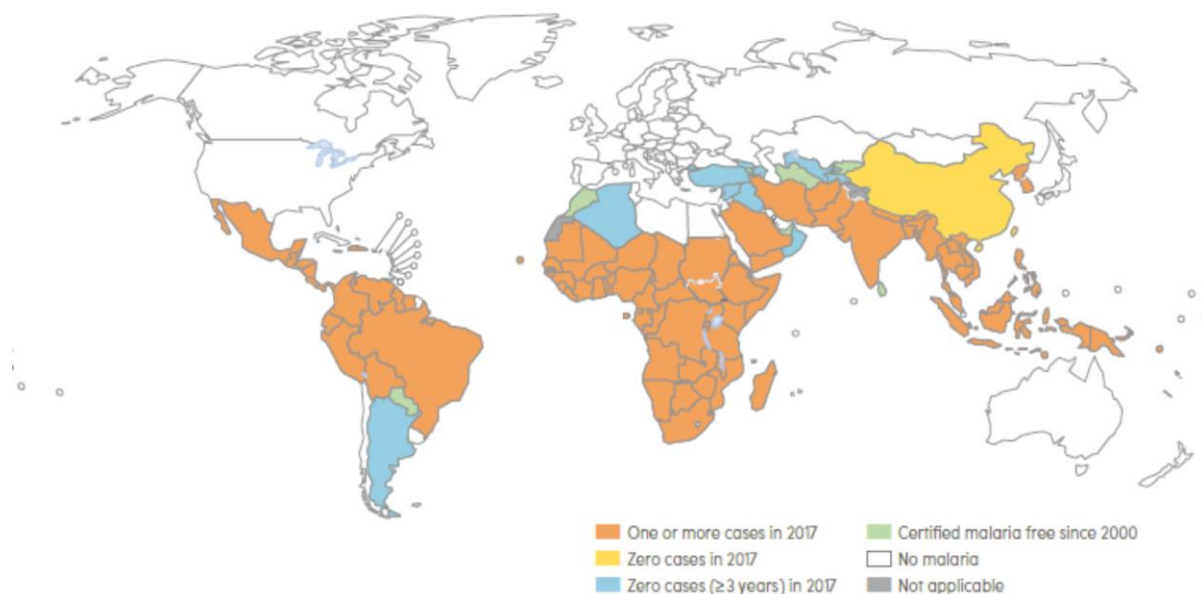 One or more cases in 2017
Zero cases in 2017
Zero cases (≥3 years) in 2017
Certified malaria free since 2000
No malaria
Not applicable